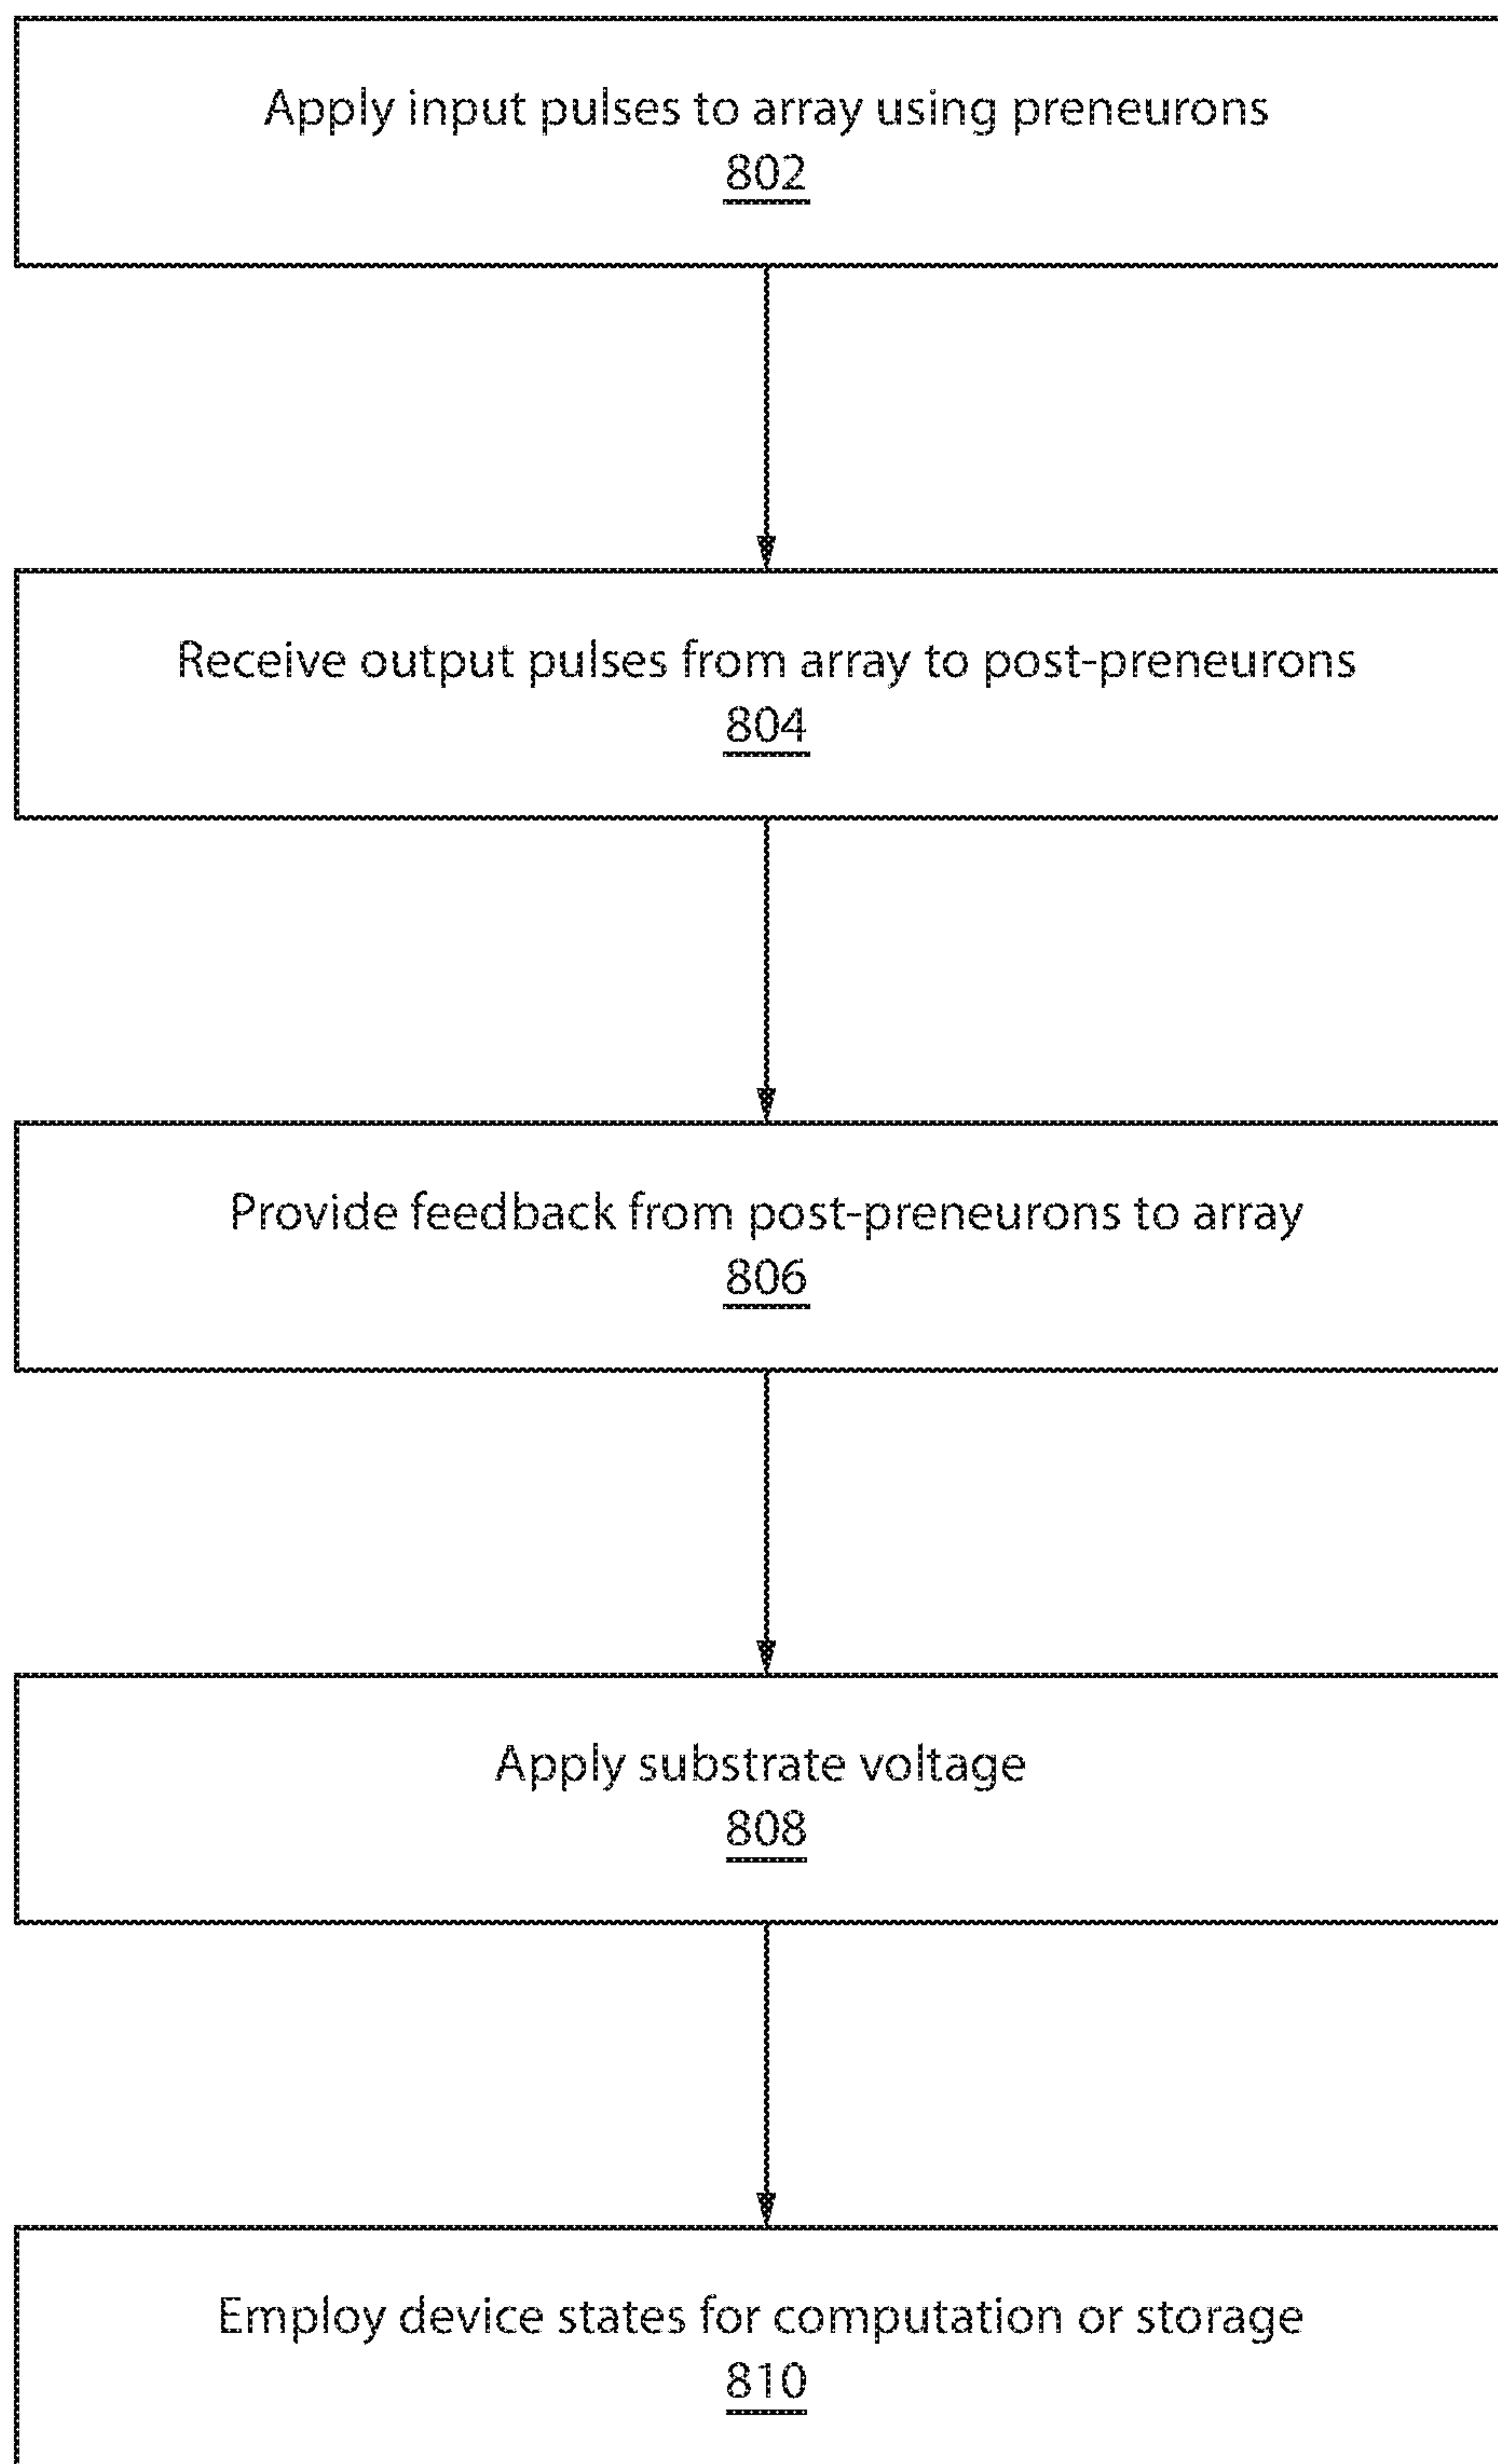 Apply input pulses to array using preneurons
802
Receive output pulses from array to post-preneurons
804
Provide feedback from post-preneurons to array
806
Apply substrate voltage
808
Employ device states for computation or storage
810